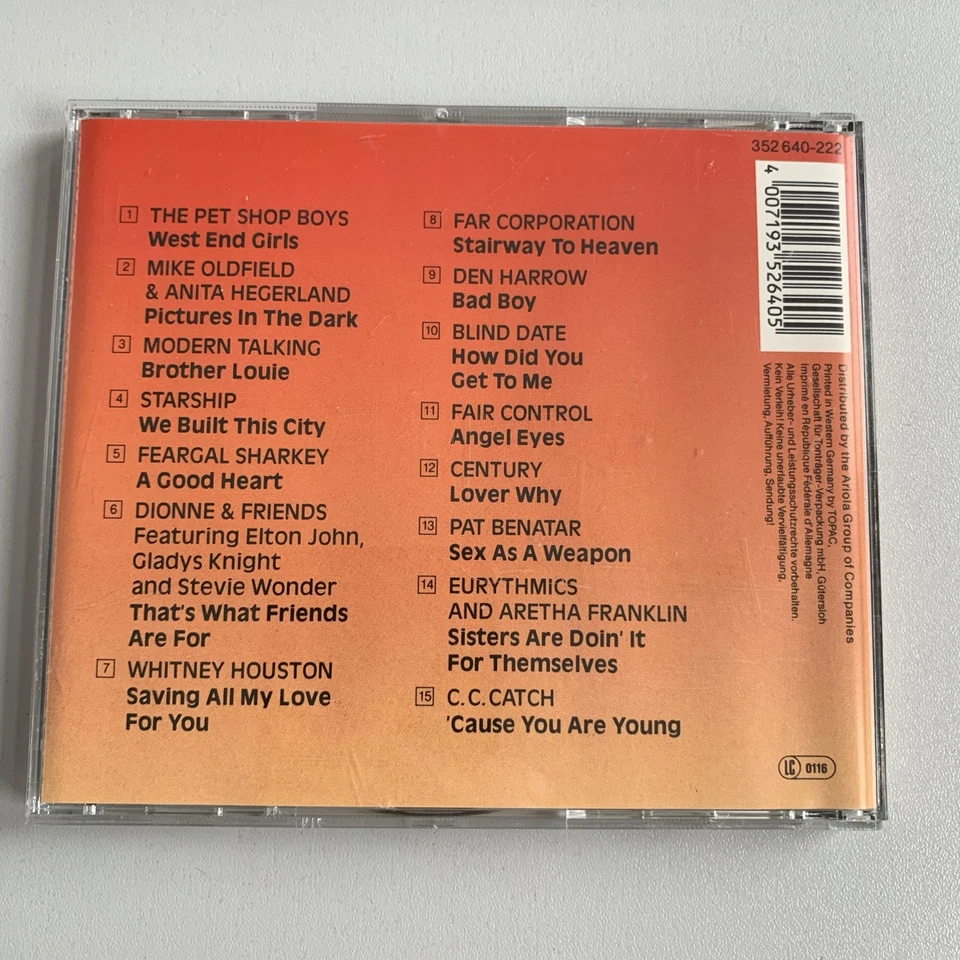 352 640-222
4 007193 526405
1 THE PET SHOP BOYS
West End Girls
2 MIKE OLDFIELD
& ANITA HEGERLAND
Pictures In The Dark
3 MODERN TALKING
Brother Louie
4 STARSHIP
We Built This City
5 FEARGAL SHARKEY
A Good Heart
6 DIONNE & FRIENDS
Featuring Elton John,
Gladys Knight
and Stevie Wonder
That's What Friends
Are For
7 WHITNEY HOUSTON
Saving All My Love
For You
8 FAR CORPORATION
Stairway To Heaven
9 DEN HARROW
Bad Boy
10 BLIND DATE
How Did You
Get To Me
11 FAIR CONTROL
Angel Eyes
12 CENTURY
Lover Why
13 PAT BENATAR
Sex As A Weapon
14 EURYTHMICS
AND ARETHA FRANKLIN
Sisters Are Doin' It
For Themselves
15 C.C.CATCH
'Cause You Are Young
Distributed by the Ariola Group of Companies
Printed in Western Germany by TOPAC,
Gesellschaft für Tonträger-Verpackung mbH, Gütersloh
Imprimé en République Fédérale d'Allemagne
Alle Urheber- und Leistungsschutzrechte vorbehalten.
Kein Verleih! Keine unerlaubte Vervielfältigung,
Vermietung, Aufführung, Sendung!
LC 0116